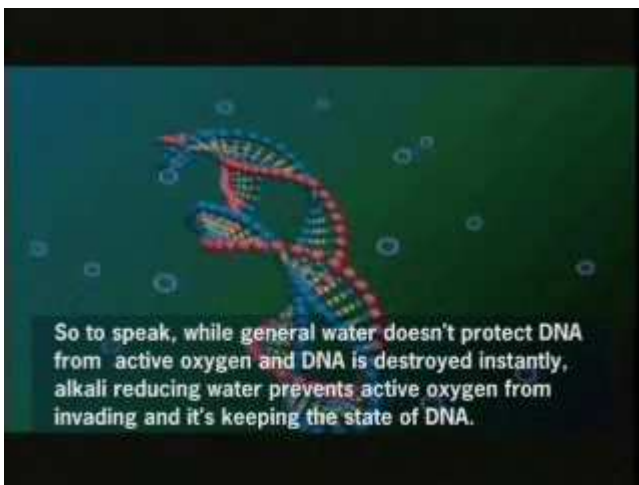 So to speak, while general water doesn't protect DNA
from active oxygen and DNA is destroyed instantly,
alkali reducing water prevents active oxygen from
invading and it's keeping the state of DNA.